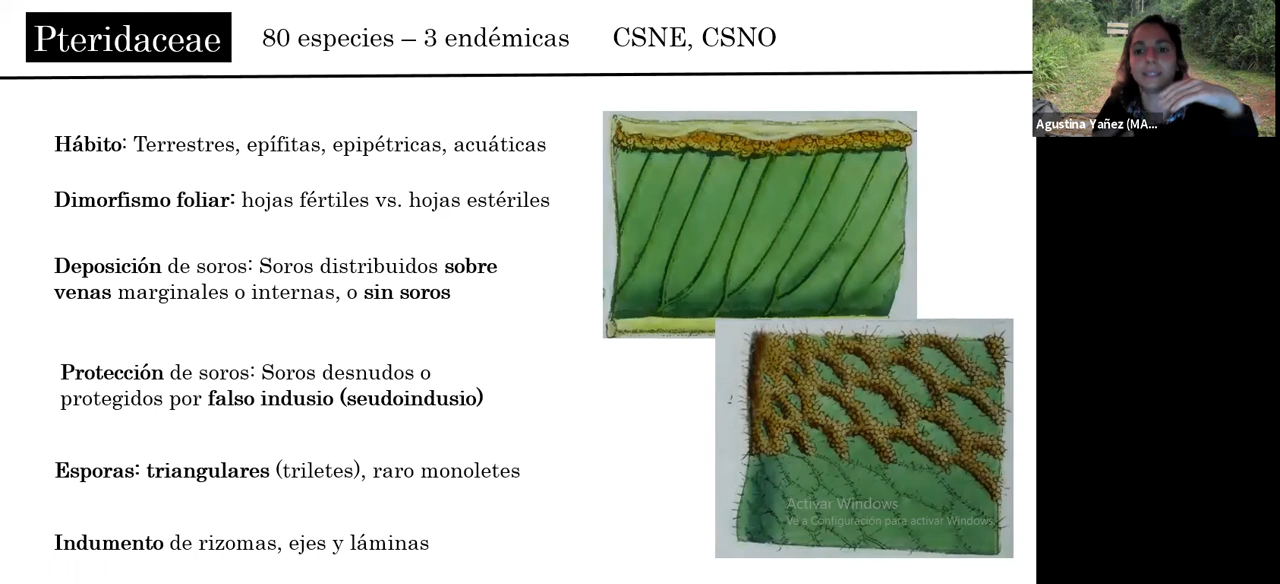 Pteridaceae
80 especies – 3 endémicas
CSNE, CSNO
Hábito: Terrestres, epífitas, epipétricas, acuáticas
Dimorfismo foliar: hojas fértiles vs. hojas estériles
Deposición de soros: Soros distribuidos sobre
venas marginales o internas, o sin soros
Protección de soros: Soros desnudos o
protegidos por falso indusio (seudoindusio)
Esporas: triangulares (triletes), raro monoletes
Indumento de rizomas, ejes y láminas
Activar Windows
Ve a Configuración para activar Windows.
Agustina Yañez (MA...